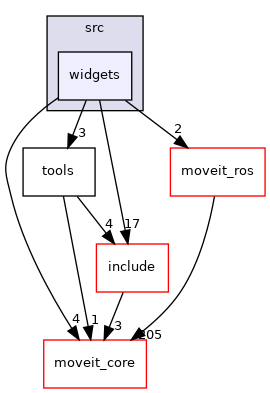 src
widgets
3
2
tools
moveit_ros
4
17
include
4
1
3
205
moveit_core